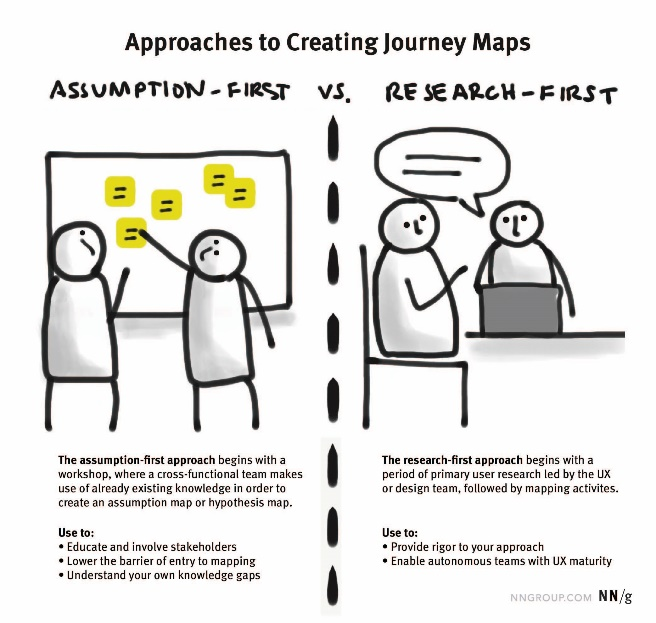 Approaches to Creating Journey Maps
ASSUMPTION-FIRST VS. RESEARCH-FIRST
The assumption-first approach begins with a
workshop, where a cross-functional team makes
use of already existing knowledge in order to
create an assumption map or hypothesis map.
Use to:
• Educate and involve stakeholders
• Lower the barrier of entry to mapping
• Understand your own knowledge gaps
The research-first approach begins with a
period of primary user research led by the UX
or design team, followed by mapping activites.
Use to:
• Provide rigor to your approach
• Enable autonomous teams with UX maturity
NNGROUP.COM NN/g